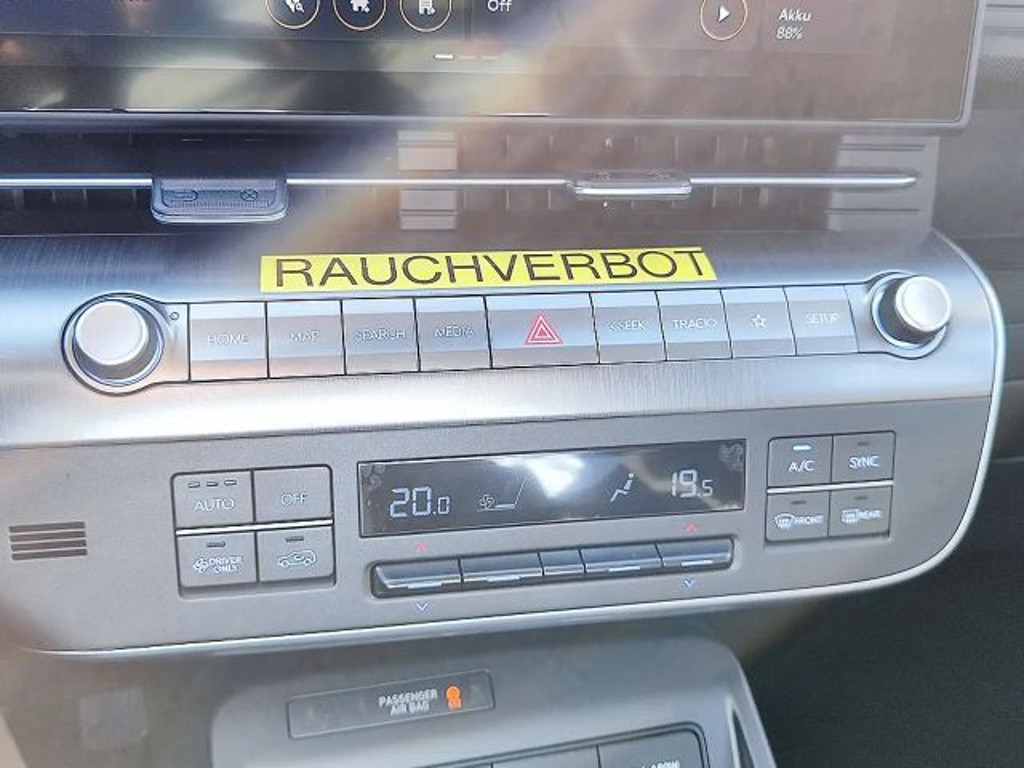 Off
Akku
88%
RAUCHVERBOT
HOME
MAP
SEARCH
MEDIA
<SEEK
TRACK>
SETUP
AUTO
OFF
20.0
19.5
A/C
SYNC
DRIVER
ONLY
FRONT
REAR
PASSENGER
AIR BAG